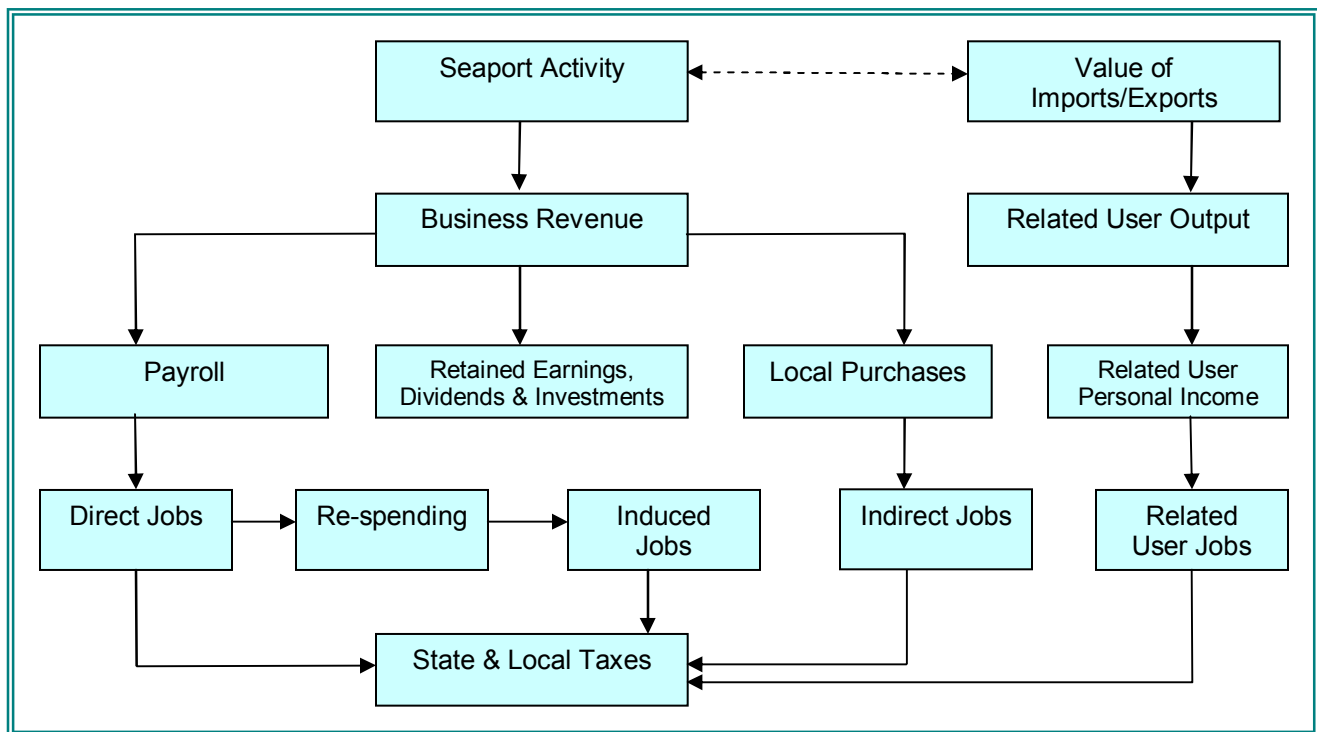 Seaport Activity
Value of
Imports/Exports
Business Revenue
Related User Output
Payroll
Retained Earnings,
Dividends & Investments
Local Purchases
Related User
Personal Income
Direct Jobs
Re-spending
Induced
Jobs
Indirect Jobs
Related
User Jobs
State & Local Taxes